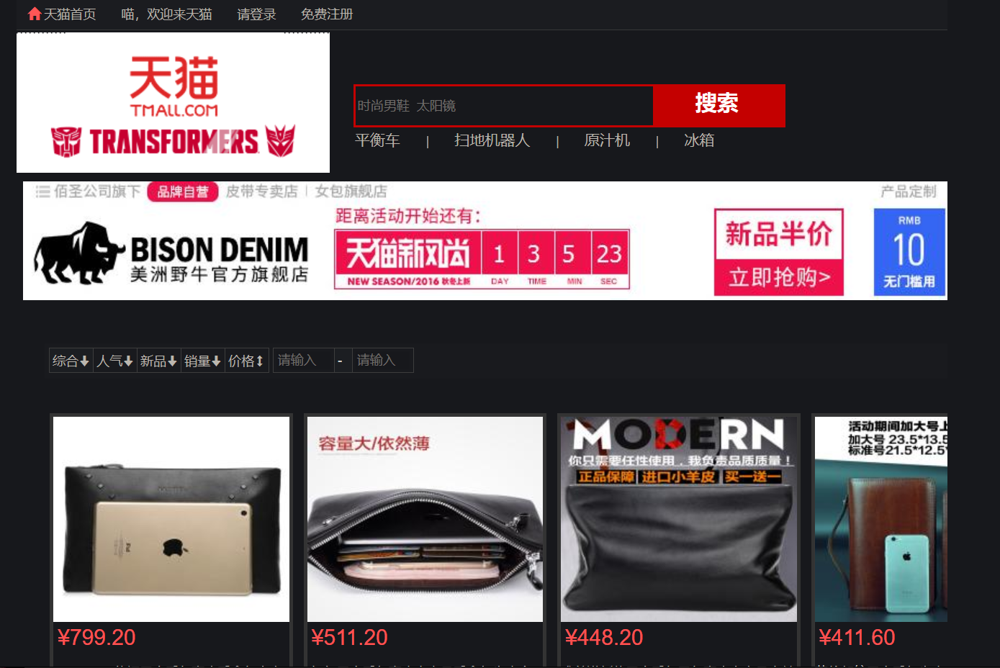 天猫首页 喵，欢迎来天猫 请登录 免费注册
天猫
TMALL.COM
TRANSFORMERS
时尚男鞋 太阳镜 搜索
平衡车 | 扫地机器人 | 原汁机 | 冰箱
佰圣公司旗下 品牌自营 皮带专卖店 | 女包旗舰店 产品定制
BISON DENIM
美洲野牛官方旗舰店
距离活动开始还有：
天猫新风尚 1 3 5 23
NEW SEASON/2016 秋冬上新 DAY TIME MIN SEC
新品半价
立即抢购>
RMB
10
无门槛用
综合 人气 新品 销量 价格 请输入 - 请输入
容量大/依然薄
MODERN
你只需要任性使用，我负责品质质量！
正品保障 进口小羊皮 买一送一
活动期间加大号上
加大号 23.5*13.5
标准号21.5*12.5*
iPad
¥799.20 ¥511.20 ¥448.20 ¥411.60